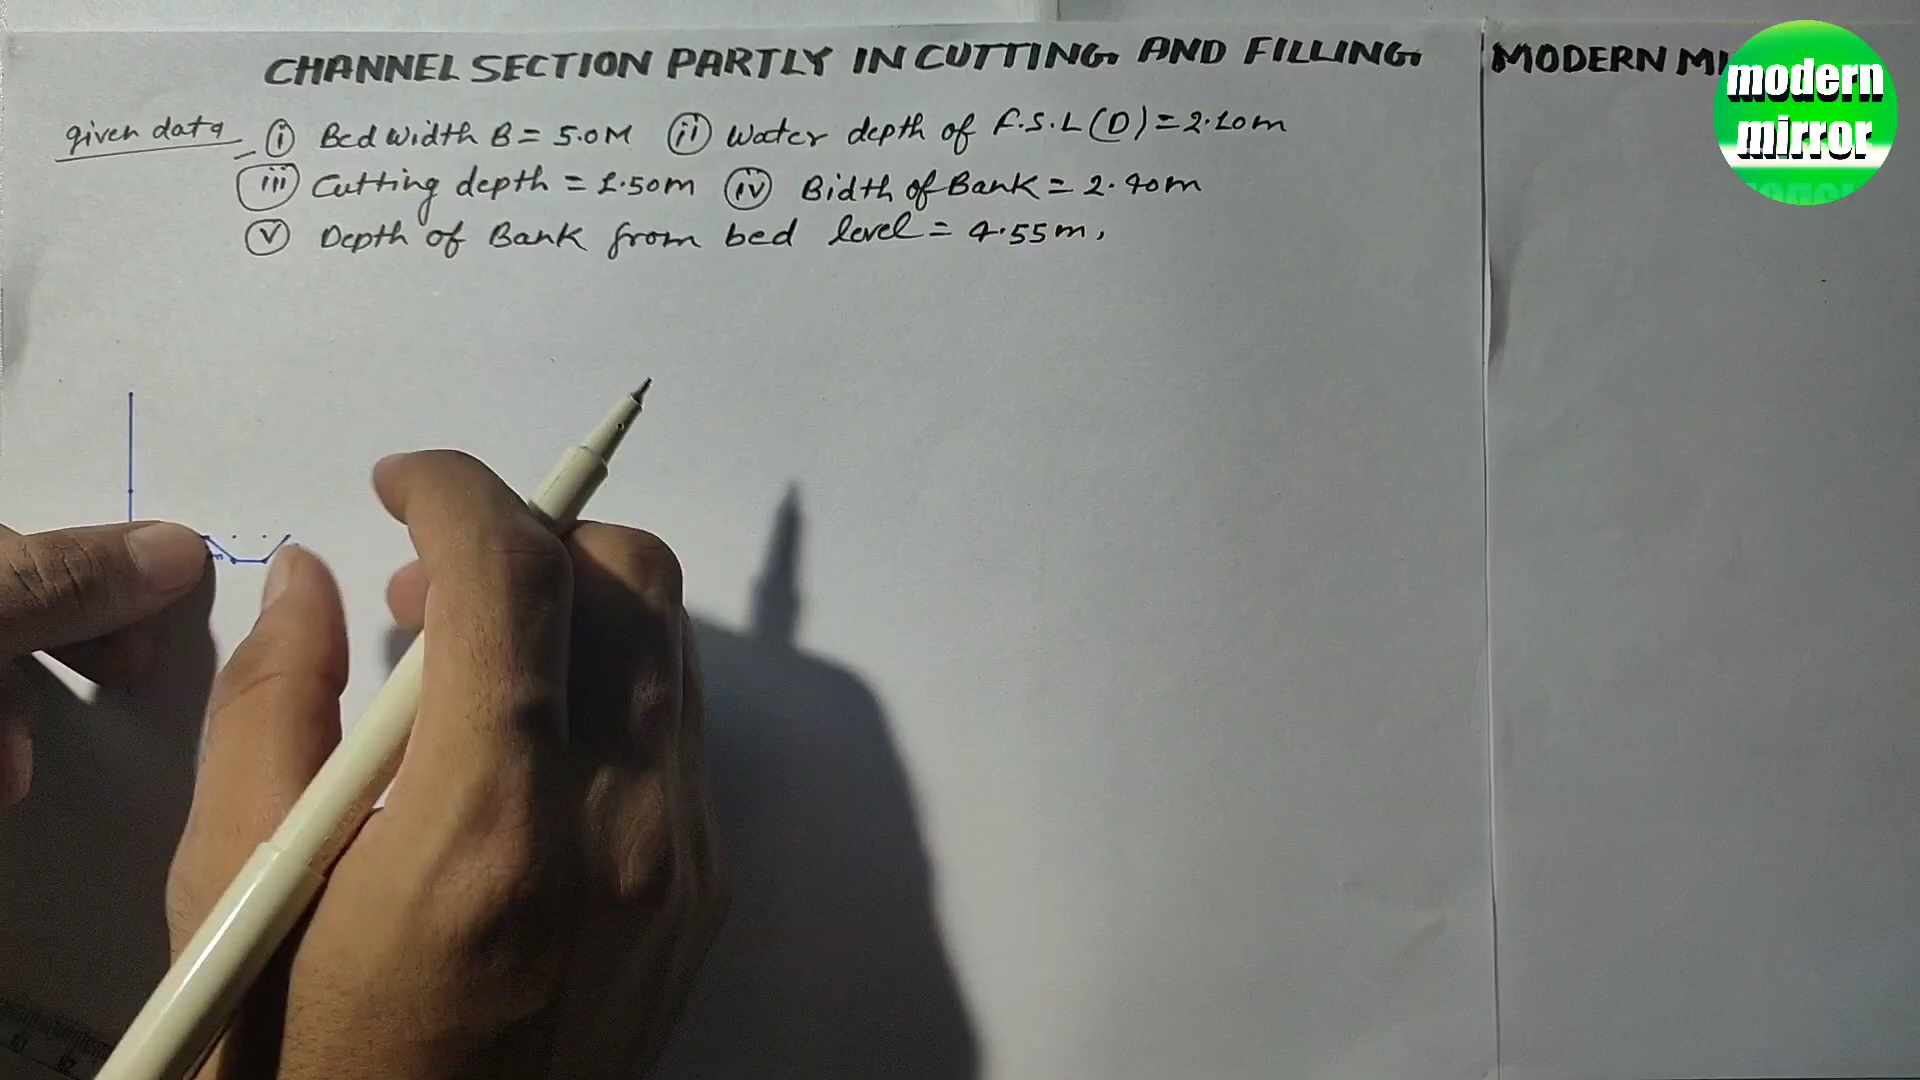 CHANNEL SECTION PARTLY IN CUTTING AND FILLING.
MODERN MI
modern
mirror
given data (i) Bed width B = 5.0M (ii) Water depth of F.S.L (D) = 2.10m
(iii) Cutting depth = 1.50m (iv) Bidth of Bank = 2.40m
(v) Depth of Bank from bed level = 4.55m,